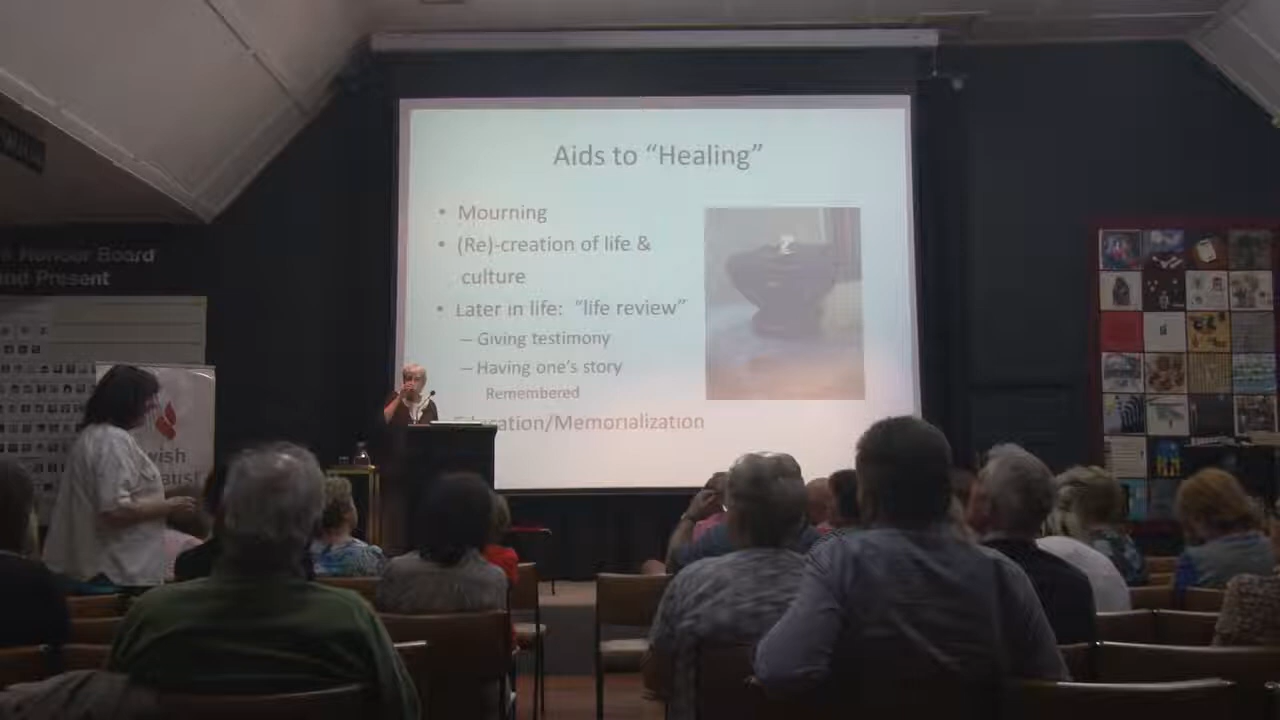 Aids to “Healing”
• Mourning
• (Re)-creation of life &
culture
• Later in life: “life review”
– Giving testimony
– Having one’s story
Remembered
/Memorialization
Honour Board
and Present